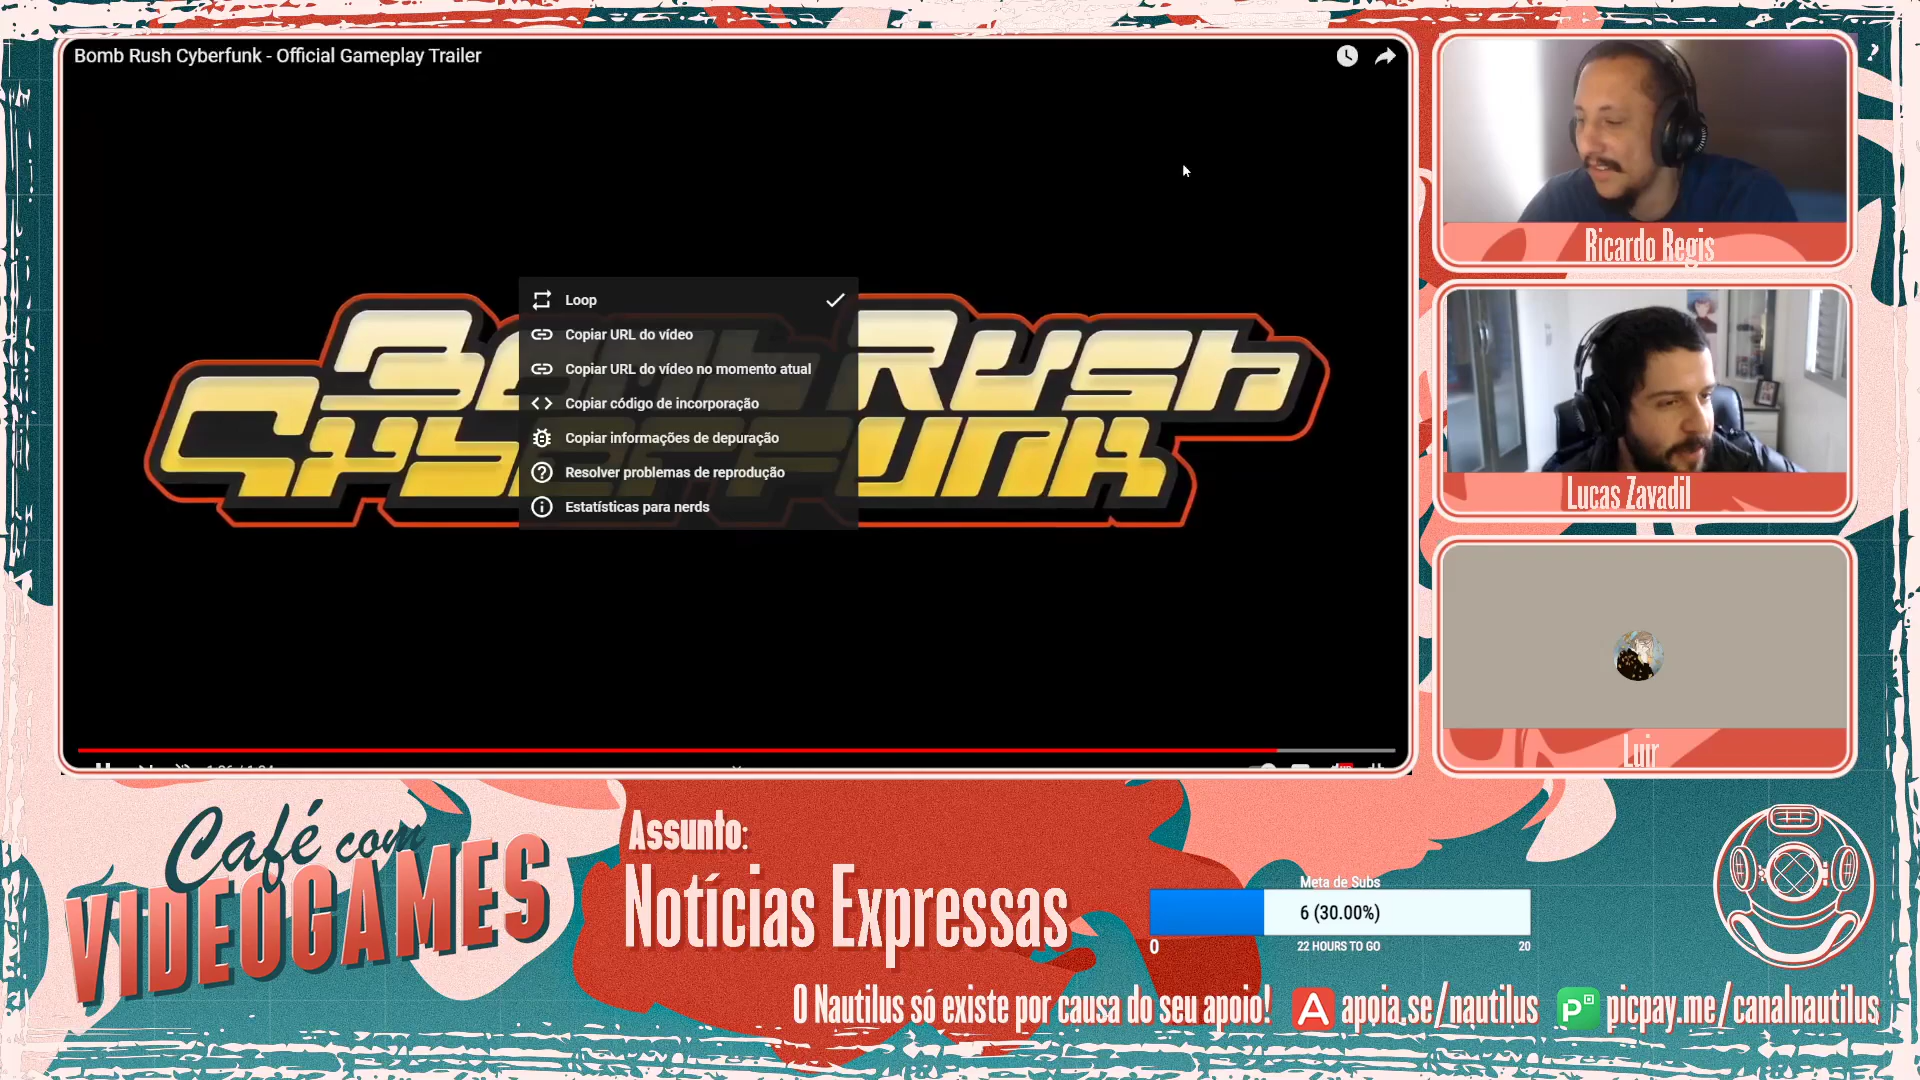 Bomb Rush Cyberfunk - Official Gameplay Trailer
Loop
Copiar URL do vídeo
Copiar URL do vídeo no momento atual
Copiar código de incorporação
Copiar informações de depuração
Resolver problemas de reprodução
Estatísticas para nerds
Rush
Ricardo Regis
Lucas Zavadil
Luir
Café com
VIDEOGAMES
Assunto:
Notícias Expressas
Meta de Subs
6 (30.00%)
0 22 HOURS TO GO 20
O Nautilus só existe por causa do seu apoio! apoia.se/nautilus picpay.me/canalnautilus